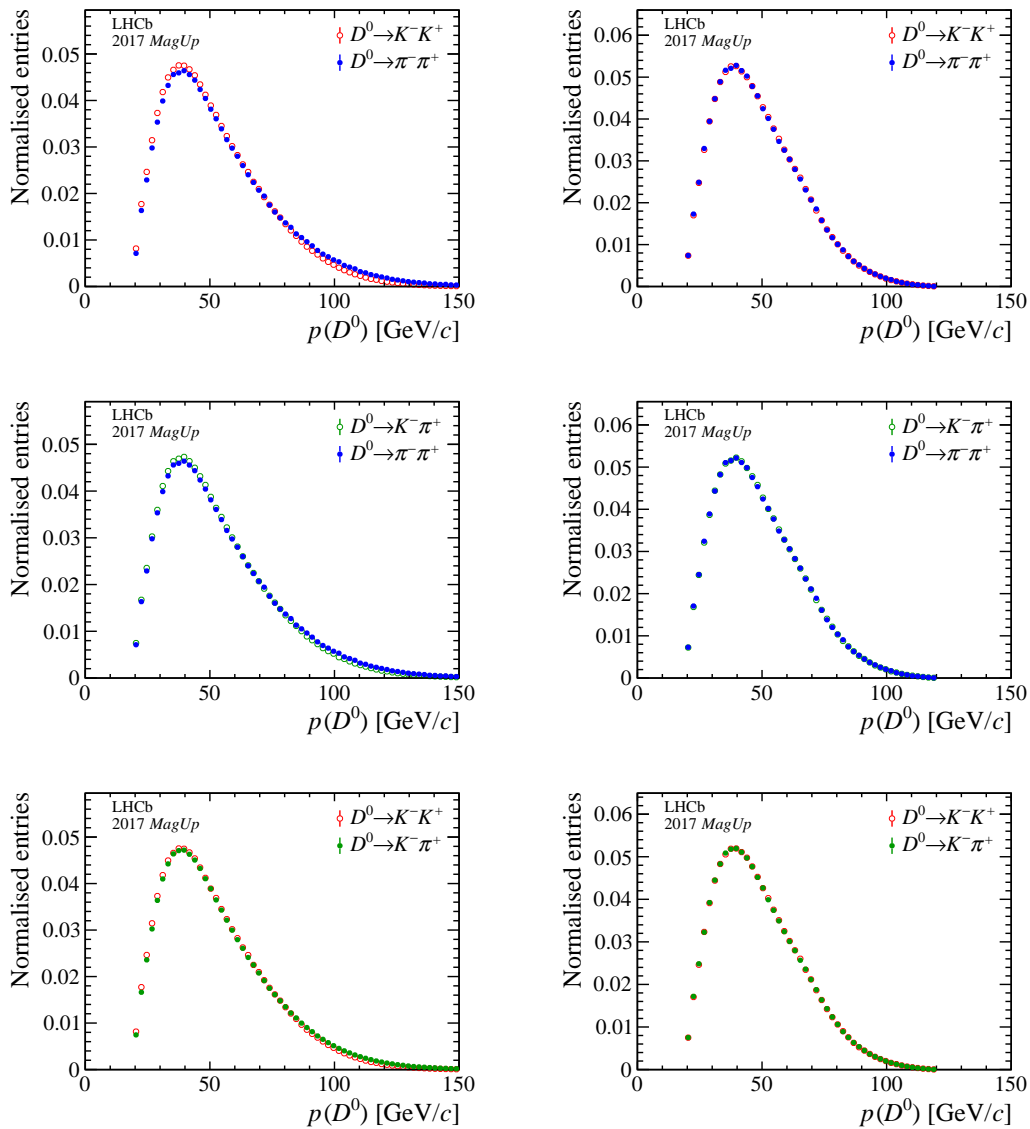 LHCb
2017 MagUp
D⁰→K⁻K⁺
D⁰→π⁻π⁺
Normalised entries
0.05
0.04
0.03
0.02
0.01
0
0 50 100 150
p(D⁰) [GeV/c]
LHCb
2017 MagUp
D⁰→K⁻K⁺
D⁰→π⁻π⁺
Normalised entries
0.06
0.05
0.04
0.03
0.02
0.01
0
0 50 100 150
p(D⁰) [GeV/c]
LHCb
2017 MagUp
D⁰→K⁻π⁺
D⁰→π⁻π⁺
Normalised entries
0.05
0.04
0.03
0.02
0.01
0
0 50 100 150
p(D⁰) [GeV/c]
LHCb
2017 MagUp
D⁰→K⁻π⁺
D⁰→π⁻π⁺
Normalised entries
0.06
0.05
0.04
0.03
0.02
0.01
0
0 50 100 150
p(D⁰) [GeV/c]
LHCb
2017 MagUp
D⁰→K⁻K⁺
D⁰→K⁻π⁺
Normalised entries
0.05
0.04
0.03
0.02
0.01
0
0 50 100 150
p(D⁰) [GeV/c]
LHCb
2017 MagUp
D⁰→K⁻K⁺
D⁰→K⁻π⁺
Normalised entries
0.06
0.05
0.04
0.03
0.02
0.01
0
0 50 100 150
p(D⁰) [GeV/c]